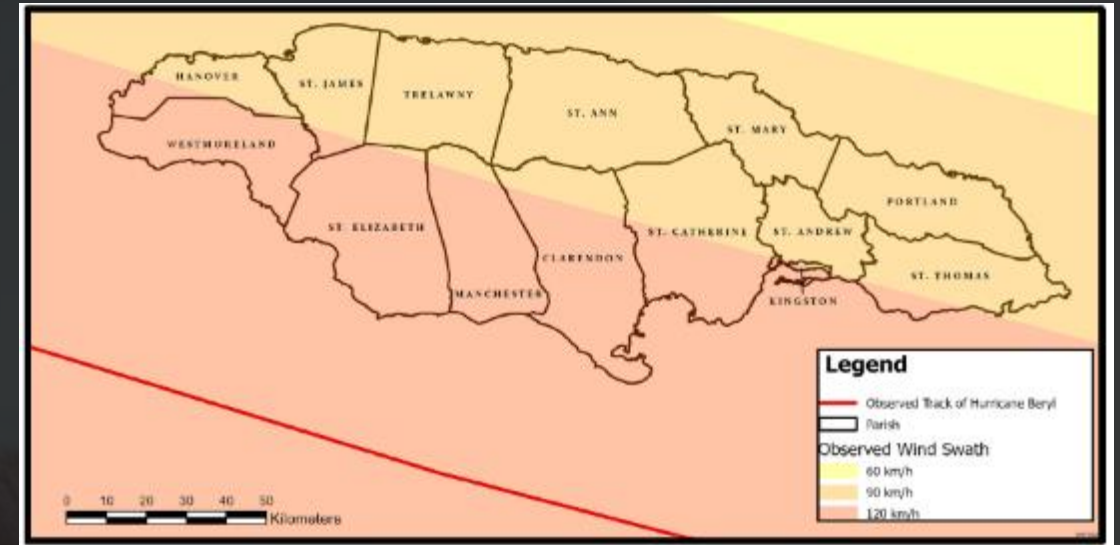 HANOVER
ST. JAMES
TRELAWNY
ST. ANN
ST. MARY
WESTMORELAND
PORTLAND
ST. ELIZABETH
ST. CATHERINE
ST. ANDREW
CLARENDON
ST. THOMAS
MANCHESTER
KINGSTON
Legend
Observed Track of Hurricane Beryl
Parish
Observed Wind Swath
60 km/h
90 km/h
120 km/h
0 10 20 30 40 50
Kilometers